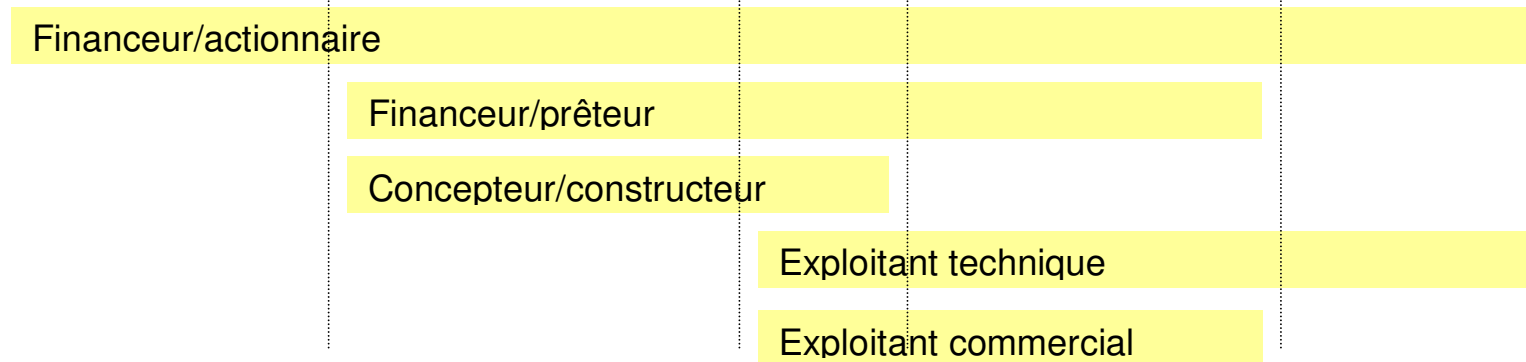 Financeur/actionnaire
Financeur/prêteur
Concepteur/constructeur
Exploitant technique
Exploitant commercial